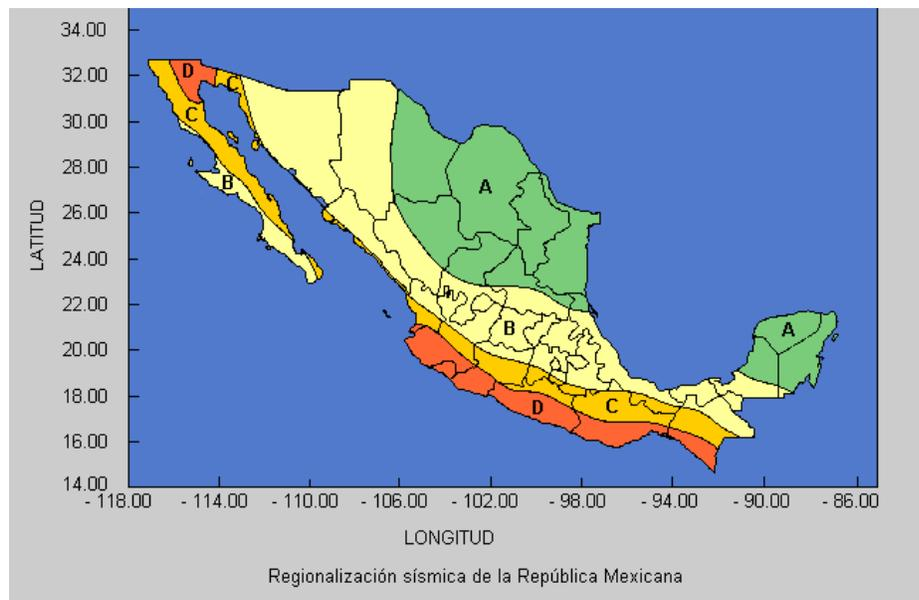 34.00
32.00
30.00
28.00
26.00
24.00
22.00
20.00
18.00
16.00
14.00
LATITUD
D
C
C
B
A
B
A
D
C
- 118.00 - 114.00 - 110.00 - 106.00 - 102.00 - 98.00 - 94.00 - 90.00 - 86.00
LONGITUD
Regionalización sísmica de la República Mexicana